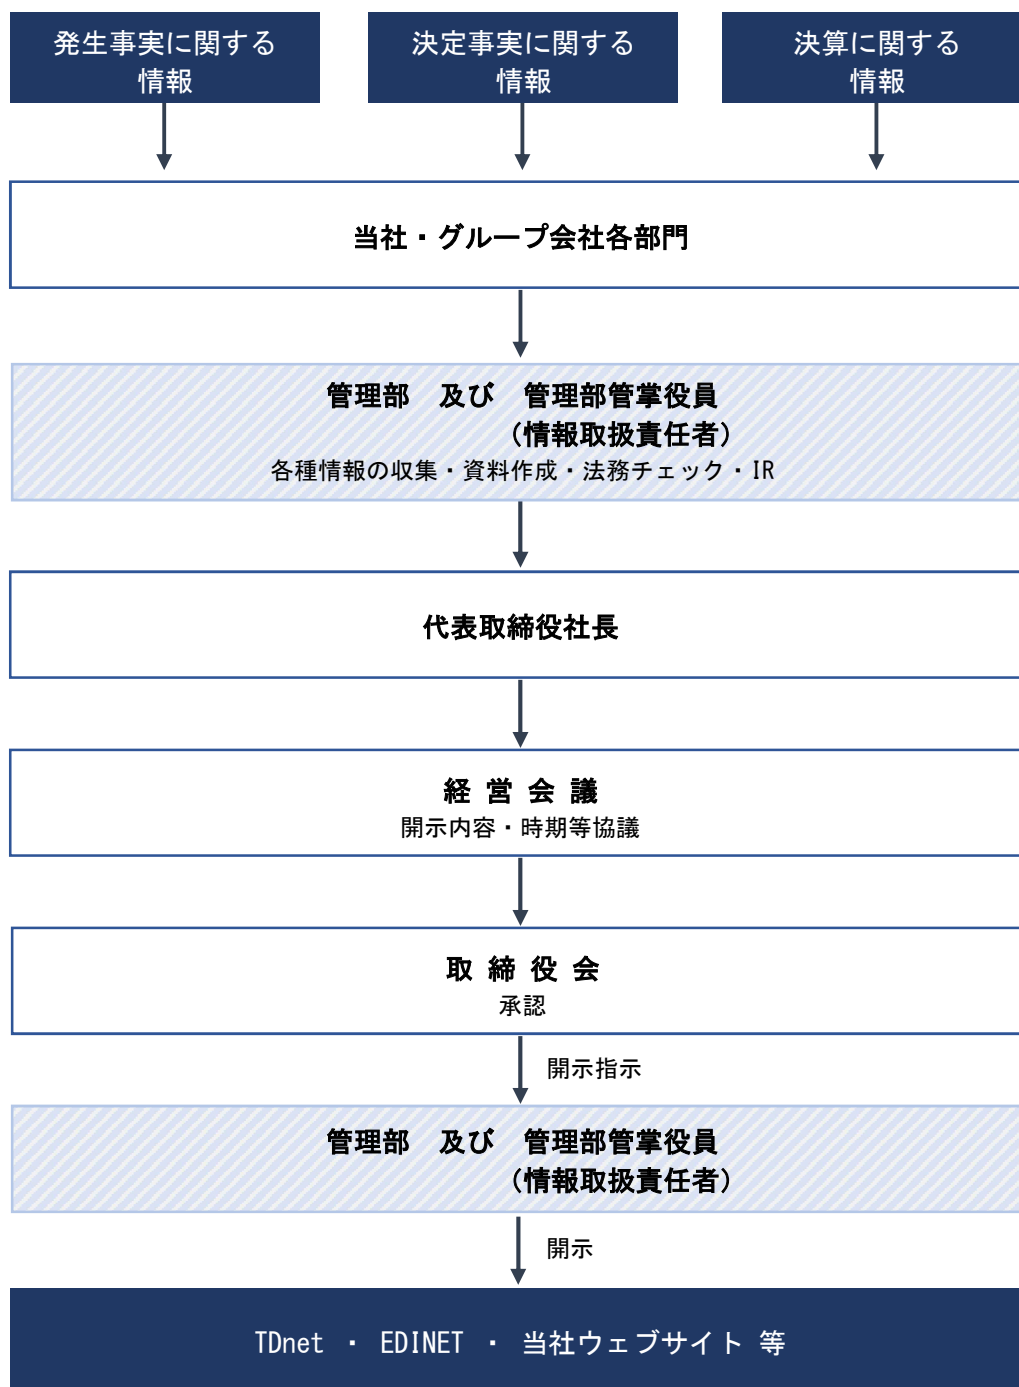 発生事実に関する
情報
決定事実に関する
情報
決算に関する
情報
当社・グループ会社各部門
管理部　及び　管理部管掌役員
（情報取扱責任者）
各種情報の収集・資料作成・法務チェック・IR
代表取締役社長
経 営 会 議
開示内容・時期等協議
取 締 役 会
承認
開示指示
管理部　及び　管理部管掌役員
（情報取扱責任者）
開示
TDnet ・ EDINET ・ 当社ウェブサイト 等